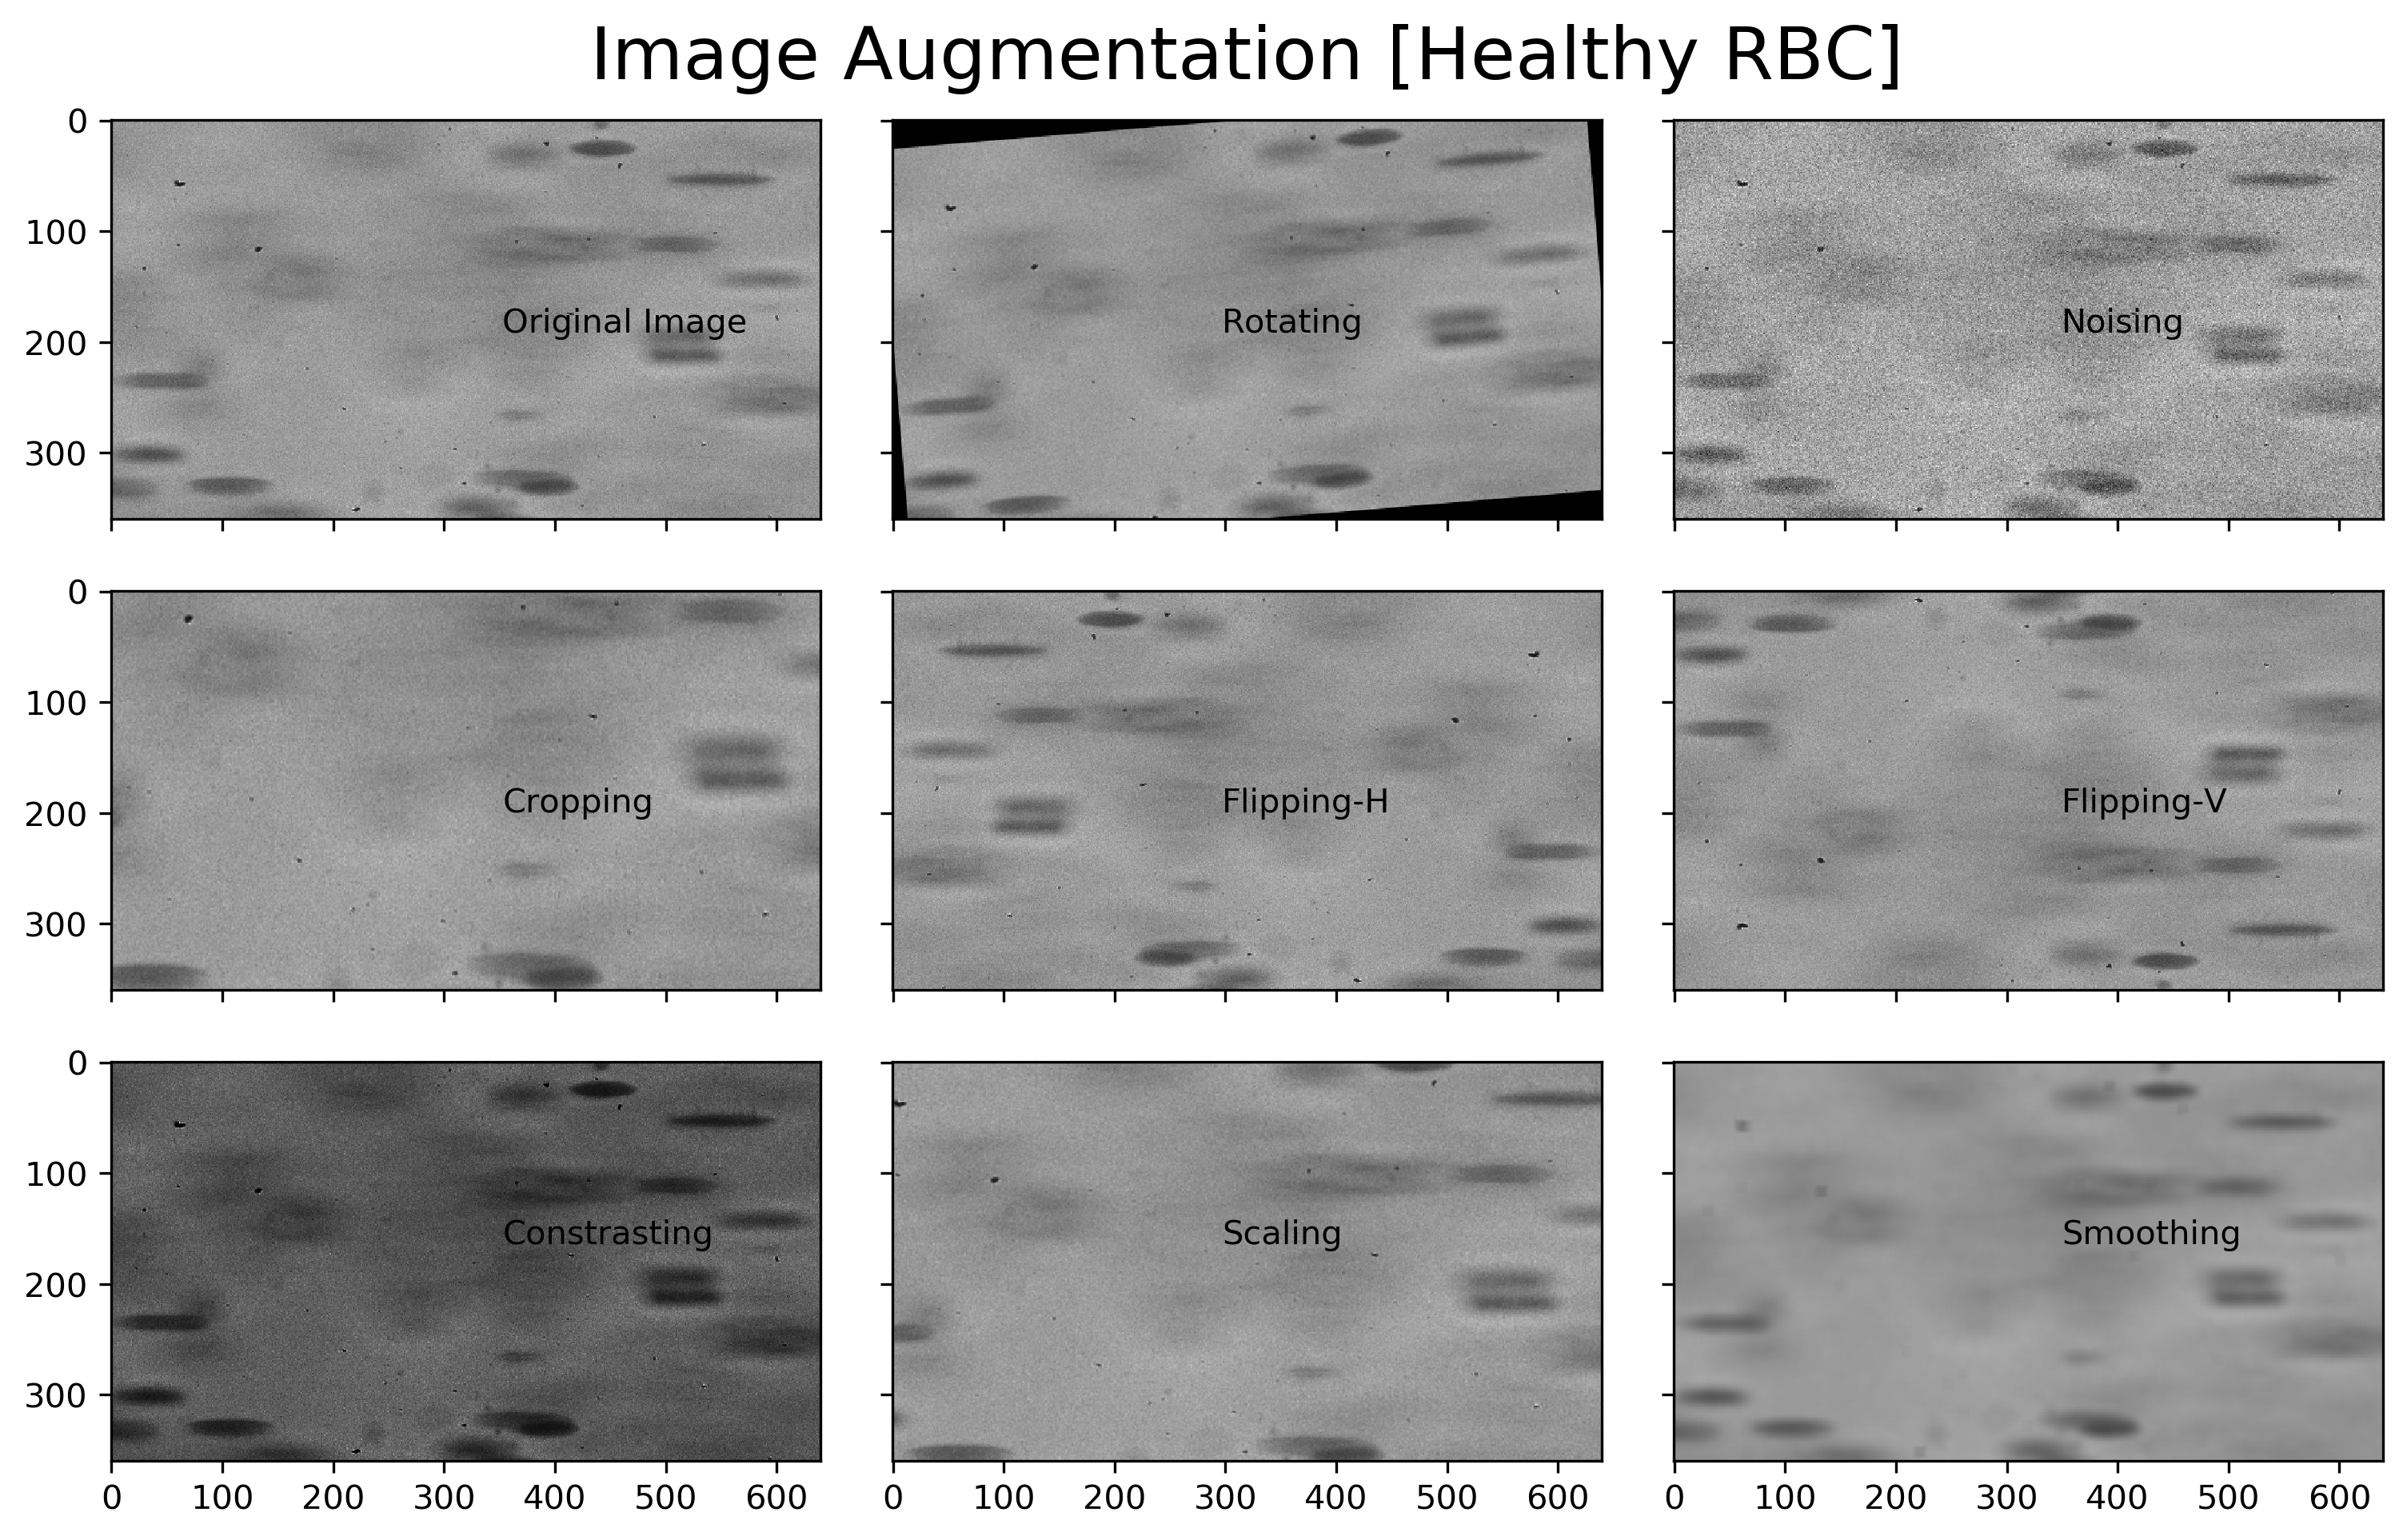 Image Augmentation [Healthy RBC]
0
100
200
300
Original Image
Rotating
Noising
0
100
200
300
Cropping
Flipping-H
Flipping-V
0
100
200
300
Constrasting
Scaling
Smoothing
0 100 200 300 400 500 600
0 100 200 300 400 500 600
0 100 200 300 400 500 600